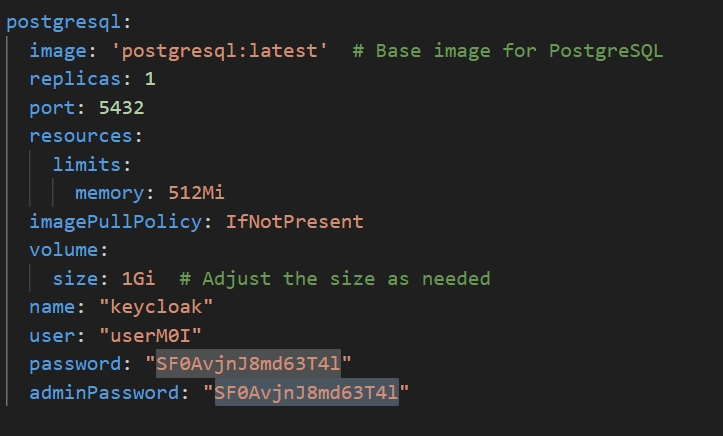 postgresql:
image: 'postgresql:latest'  # Base image for PostgreSQL
replicas: 1
port: 5432
resources:
limits:
memory: 512Mi
imagePullPolicy: IfNotPresent
volume:
size: 1Gi  # Adjust the size as needed
name: "keycloak"
user: "userM0I"
password: "SF0AvjnJ8md63T4l"
adminPassword: "SF0AvjnJ8md63T4l"